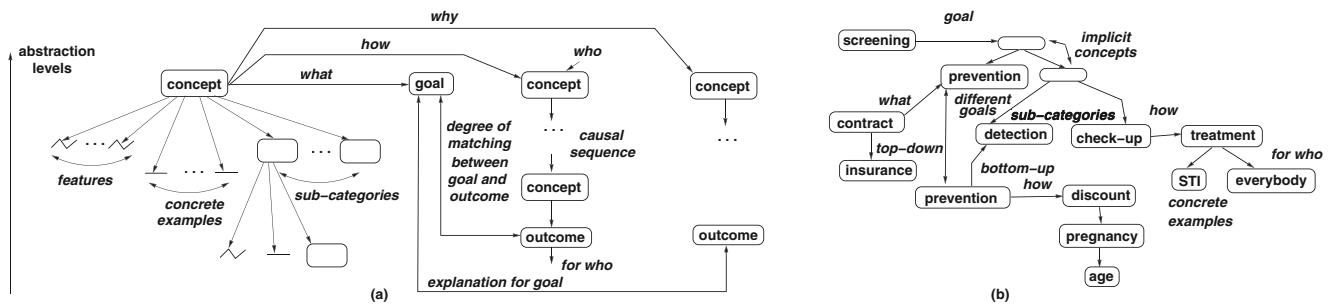 abstraction
levels
why
how
what
who
concept
goal
concept
concept
degree of
matching
between
goal and
outcome
causal
sequence
features
concrete
examples
sub-categories
concept
outcome
outcome
for who
explanation for goal
(a)
goal
screening
implicit
concepts
prevention
what
different
goals
sub-categories
how
contract
detection
check-up
treatment
top-down
insurance
bottom-up
for who
how
STI
everybody
prevention
discount
concrete
examples
pregnancy
age
(b)